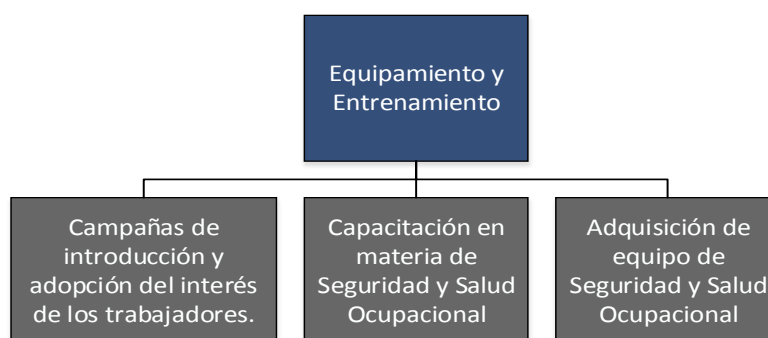 Equipamiento y
Entrenamiento
Campañas de
introducción y
adopción del interés
de los trabajadores.
Capacitación en
materia de
Seguridad y Salud
Ocupacional
Adquisición de
equipo de
Seguridad y Salud
Ocupacional